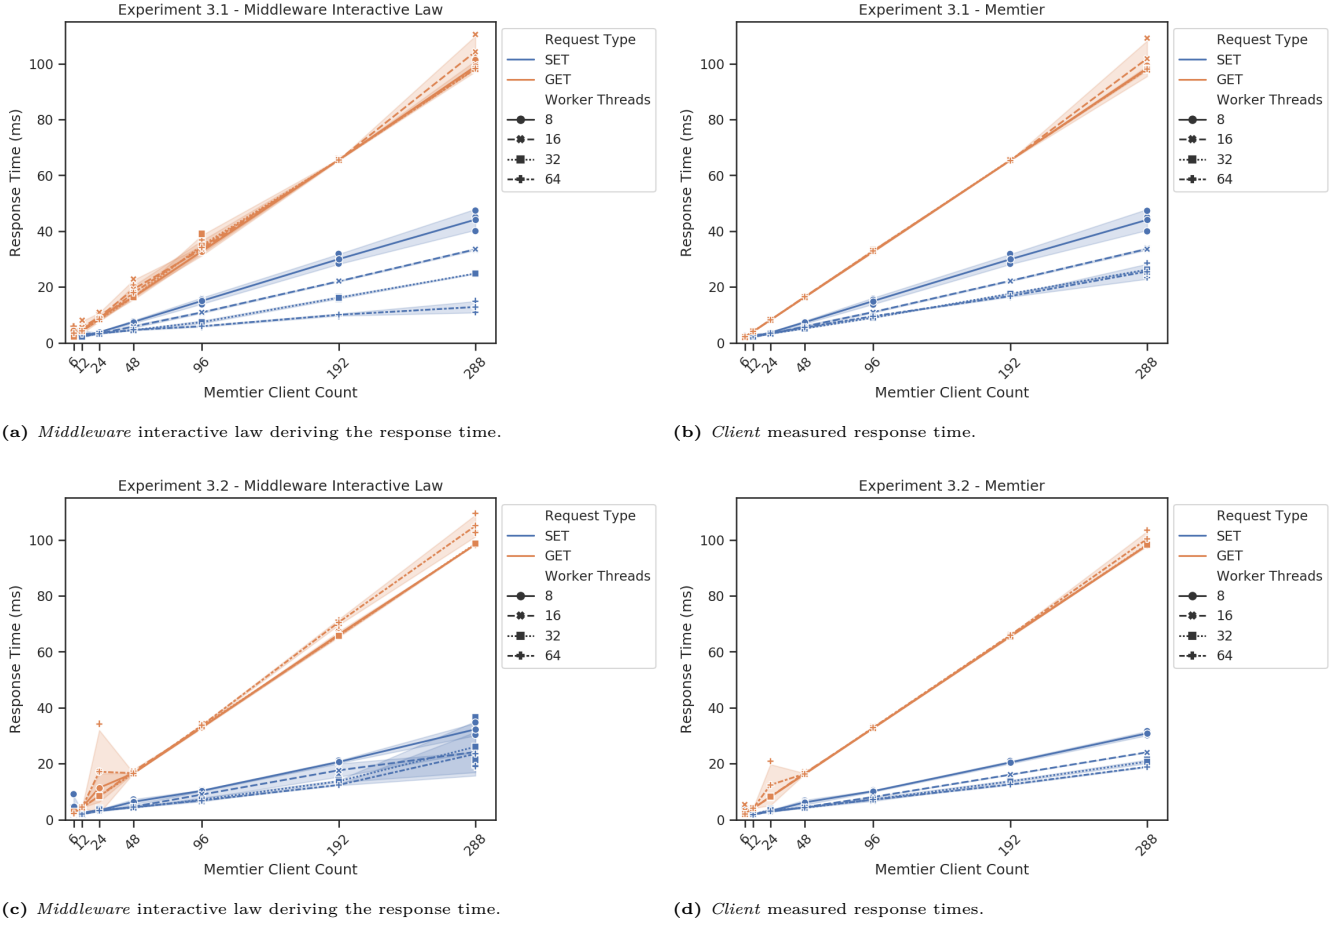 Experiment 3.1 - Middleware Interactive Law
Response Time (ms)
100
80
60
40
20
0
6
12
24
48
96
192
288
Memtier Client Count
Request Type
SET
GET
Worker Threads
8
16
32
64
(a) Middleware interactive law deriving the response time.
Experiment 3.1 - Memtier
Response Time (ms)
100
80
60
40
20
0
6
12
24
48
96
192
288
Memtier Client Count
Request Type
SET
GET
Worker Threads
8
16
32
64
(b) Client measured response time.
Experiment 3.2 - Middleware Interactive Law
Response Time (ms)
100
80
60
40
20
0
6
12
24
48
96
192
288
Memtier Client Count
Request Type
SET
GET
Worker Threads
8
16
32
64
(c) Middleware interactive law deriving the response time.
Experiment 3.2 - Memtier
Response Time (ms)
100
80
60
40
20
0
6
12
24
48
96
192
288
Memtier Client Count
Request Type
SET
GET
Worker Threads
8
16
32
64
(d) Client measured response times.